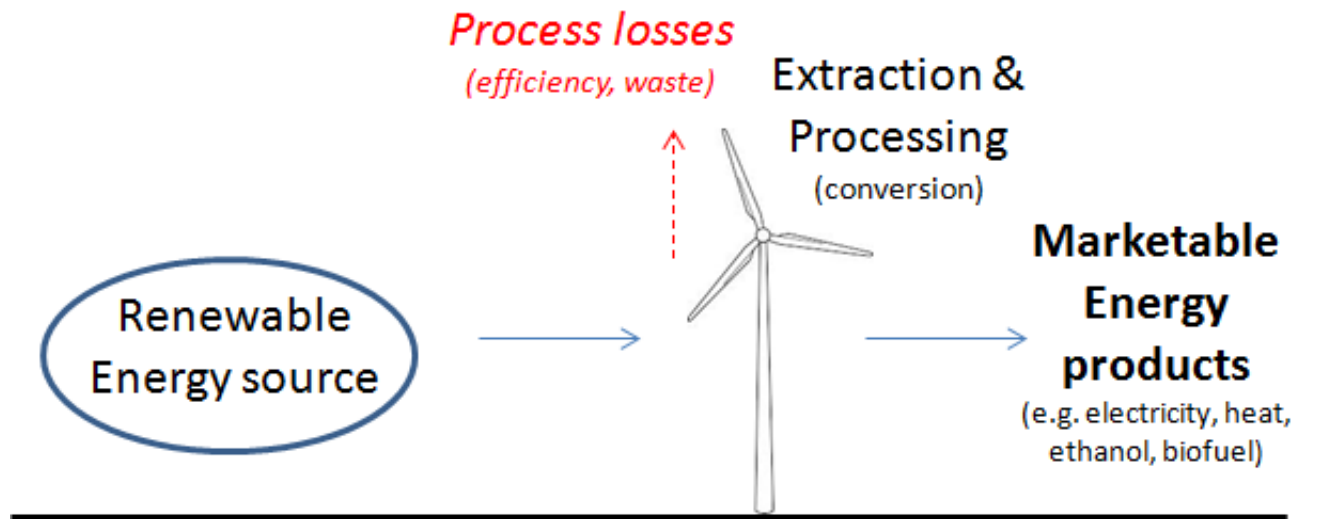 Process losses
(efficiency, waste)
Extraction &
Processing
(conversion)
Renewable
Energy source
Marketable
Energy
products
(e.g. electricity, heat,
ethanol, biofuel)